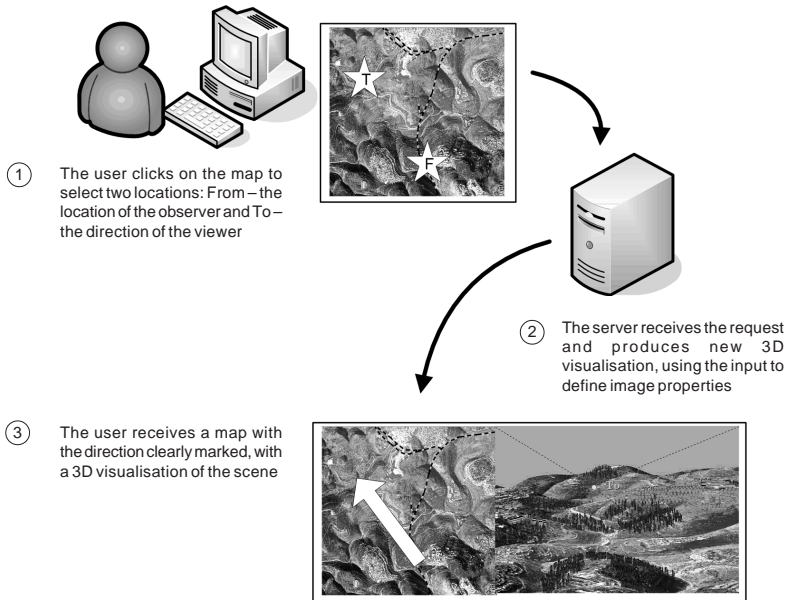 T
F
1
The user clicks on the map to
select two locations: From – the
location of the observer and To –
the direction of the viewer
2
The server receives the request
and produces new 3D
visualisation, using the input to
define image properties
3
The user receives a map with
the direction clearly marked, with
a 3D visualisation of the scene